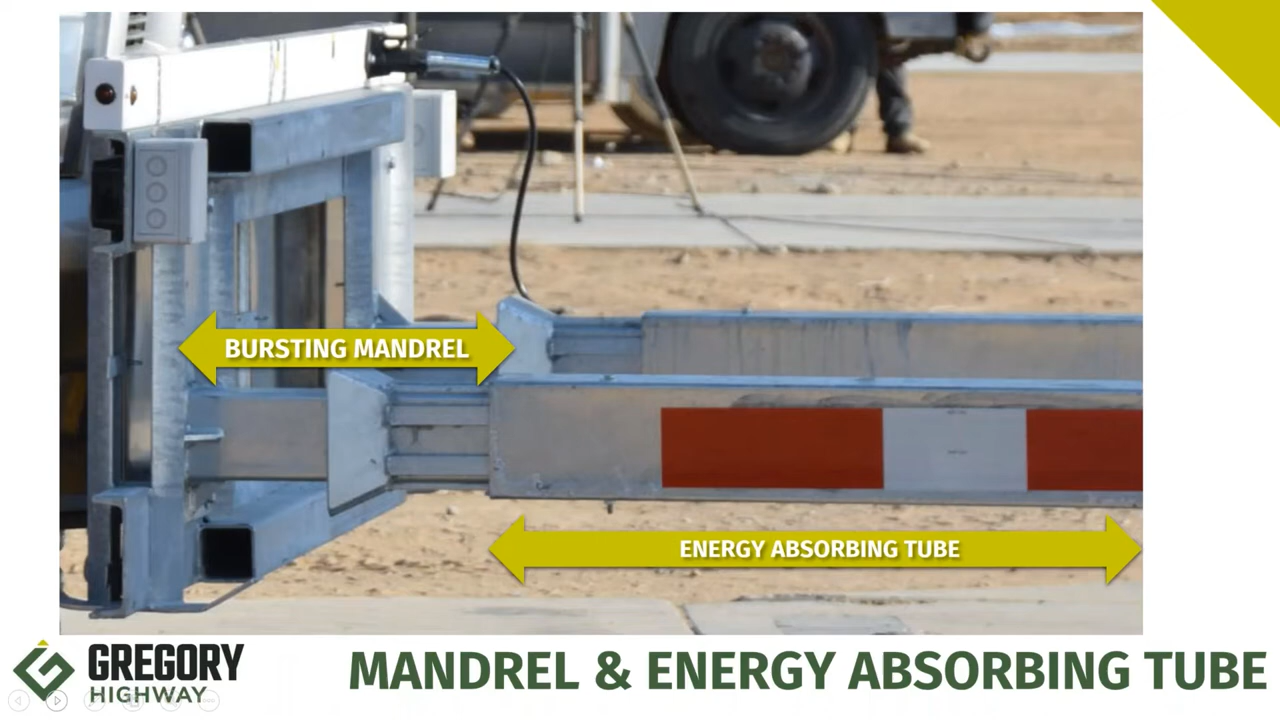 BURSTING MANDREL
ENERGY ABSORBING TUBE
GREGORY
HIGHWAY
MANDREL & ENERGY ABSORBING TUBE